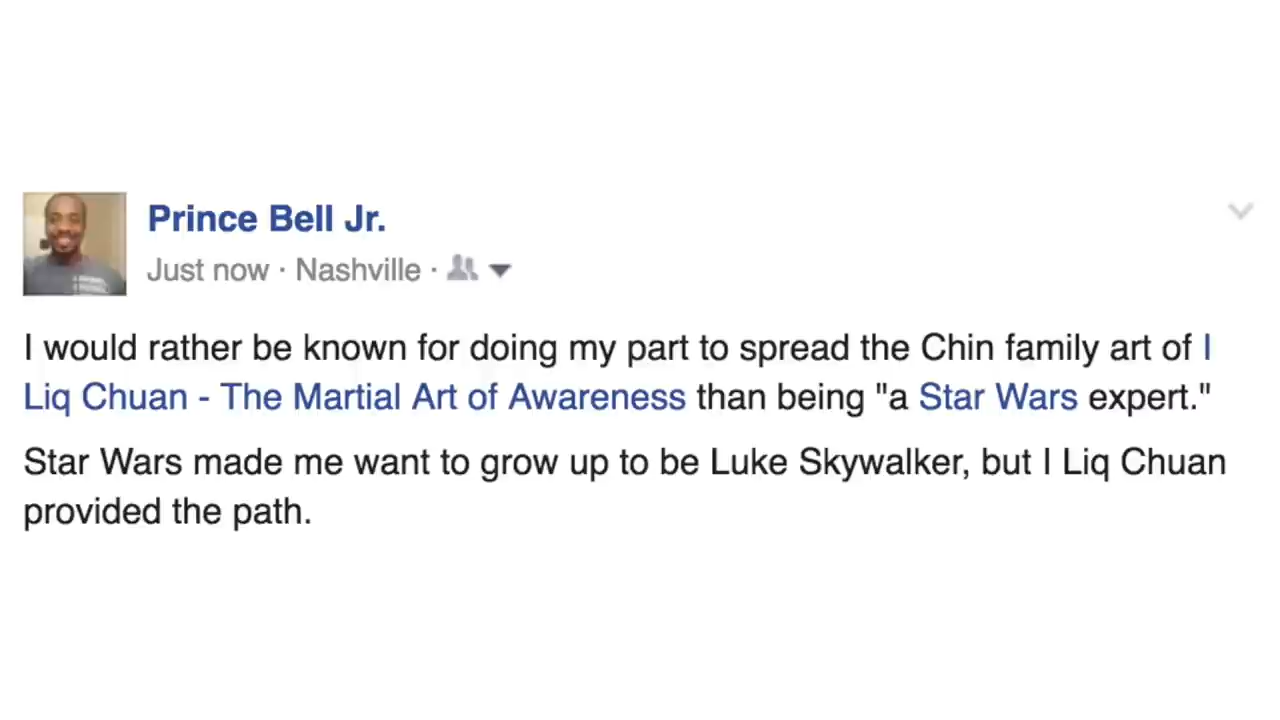 Prince Bell Jr.
Just now · Nashville ·
I would rather be known for doing my part to spread the Chin family art of I
Liq Chuan - The Martial Art of Awareness than being "a Star Wars expert."
Star Wars made me want to grow up to be Luke Skywalker, but I Liq Chuan
provided the path.